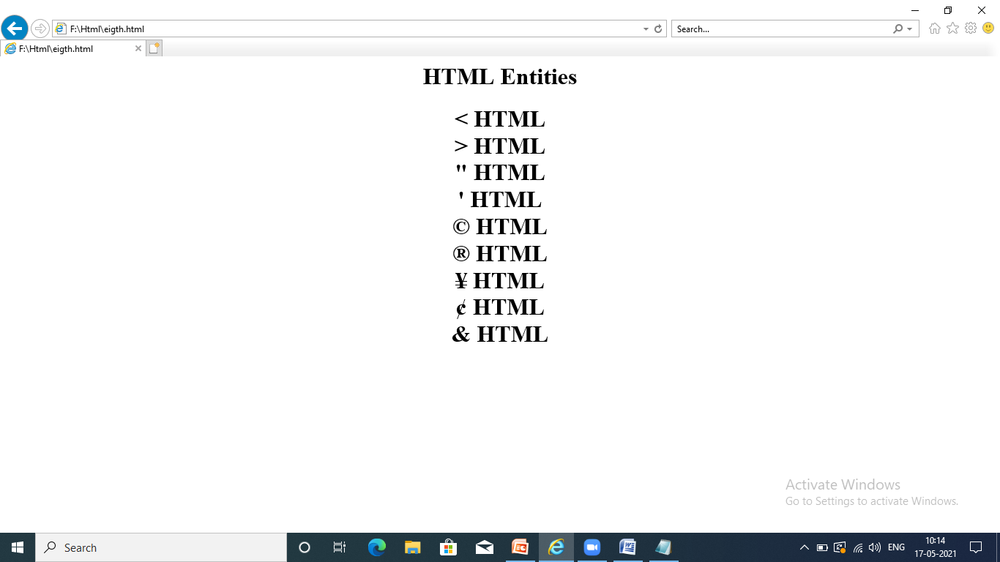 F:\Html\eigth.html
Search...
F:\Html\eigth.html
HTML Entities
< HTML
> HTML
" HTML
' HTML
© HTML
® HTML
¥ HTML
¢ HTML
& HTML
Activate Windows
Go to Settings to activate Windows.
Search
ENG
10:14
17-05-2021